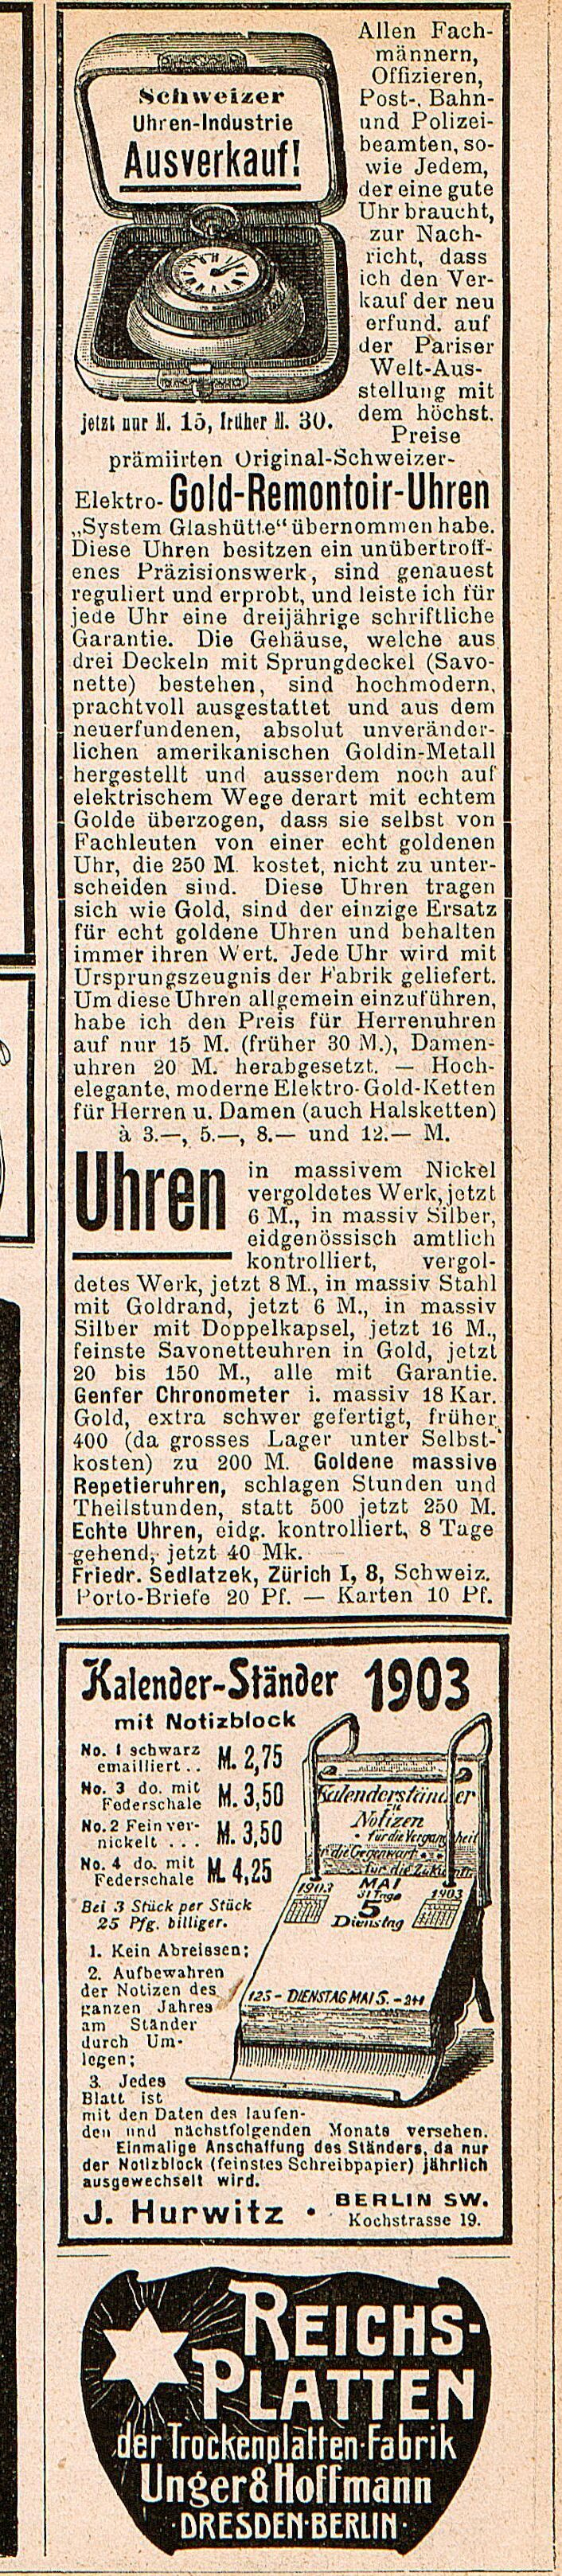 Schweizer
Uhren-Industrie
Ausverkauf!
jetzt nur M. 15, früher M. 30.
Allen Fach-
männern,
Offizieren,
Post-, Bahn-
und Polizei-
beamten, so-
wie Jedem,
der eine gute
Uhr braucht,
zur Nach-
richt, dass
ich den Ver-
kauf der neu
erfund. auf
der Pariser
Welt-Aus-
stellung mit
dem höchst.
Preise
prämiirten Original-Schweizer-
Elektro-Gold-Remontoir-Uhren
„System Glashütte“ übernommen habe.
Diese Uhren besitzen ein unübertroff-
enes Präzisionswerk, sind genauest
reguliert und erprobt, und leiste ich für
jede Uhr eine dreijährige schriftliche
Garantie. Die Gehäuse, welche aus
drei Deckeln mit Sprungdeckel (Savo-
nette) bestehen, sind hochmodern,
prachtvoll ausgestattet und aus dem
neuerfundenen, absolut unveränder-
lichen amerikanischen Goldin-Metall
hergestellt und ausserdem noch auf
elektrischem Wege derart mit echtem
Golde überzogen, dass sie selbst von
Fachleuten von einer echt goldenen
Uhr, die 250 M. kostet, nicht zu unter-
scheiden sind. Diese Uhren tragen
sich wie Gold, sind der einzige Ersatz
für echt goldene Uhren und behalten
immer ihren Wert. Jede Uhr wird mit
Ursprungszeugnis der Fabrik geliefert.
Um diese Uhren allgemein einzuführen,
habe ich den Preis für Herrenuhren
auf nur 15 M. (früher 30 M.), Damen-
uhren 20 M. herabgesetzt. — Hoch-
elegante, moderne Elektro-Gold-Ketten
für Herren u. Damen (auch Halsketten)
à 3.—, 5.—, 8.— und 12.— M.
Uhren in massivem Nickel
vergoldetes Werk, jetzt
6 M., in massiv Silber,
eidgenössisch amtlich
kontrolliert, vergol-
detes Werk, jetzt 8 M., in massiv Stahl
mit Goldrand, jetzt 6 M., in massiv
Silber mit Doppelkapsel, jetzt 16 M.,
feinste Savonetteuhren in Gold, jetzt
20 bis 150 M., alle mit Garantie.
Genfer Chronometer i. massiv 18 Kar.
Gold, extra schwer gefertigt, früher
400 (da grosses Lager unter Selbst-
kosten) zu 200 M. Goldene massive
Repetieruhren, schlagen Stunden und
Theilstunden, statt 500 jetzt 250 M.
Echte Uhren, eidg. kontrolliert, 8 Tage
gehend, jetzt 40 Mk.
Friedr. Sedlatzek, Zürich I, 8, Schweiz.
Porto-Briefe 20 Pf. — Karten 10 Pf.
Kalender-Ständer 1903
mit Notizblock
No. 1 schwarz
emailliert . . M. 2,75
No. 3 do. mit
Federschale M. 3,50
No. 2 Fein ver-
nickelt . . . M. 3,50
No. 4 do. mit
Federschale M. 4,25
Bei 3 Stück per Stück
25 Pfg. billiger.
Kalenderständer
zu
Notizen
für die Vergangenheit
für die Gegenwart
für die Zukunft
1903 MAI 1903
31 Tage
5
Dienstag
125 - DIENSTAG MAI 5. - 241
1. Kein Abreissen;
2. Aufbewahren
der Notizen des
ganzen Jahres
am Ständer
durch Um-
legen;
3. Jedes
Blatt ist
mit den Daten des laufen-
den und nächstfolgenden Monats versehen.
Einmalige Anschaffung des Ständers, da nur
der Notizblock (feinstes Schreibpapier) jährlich
ausgewechselt wird.
J. Hurwitz • BERLIN SW.
Kochstrasse 19.
REICHS-
PLATTEN
der Trockenplatten-Fabrik
Unger & Hoffmann
·DRESDEN·BERLIN·